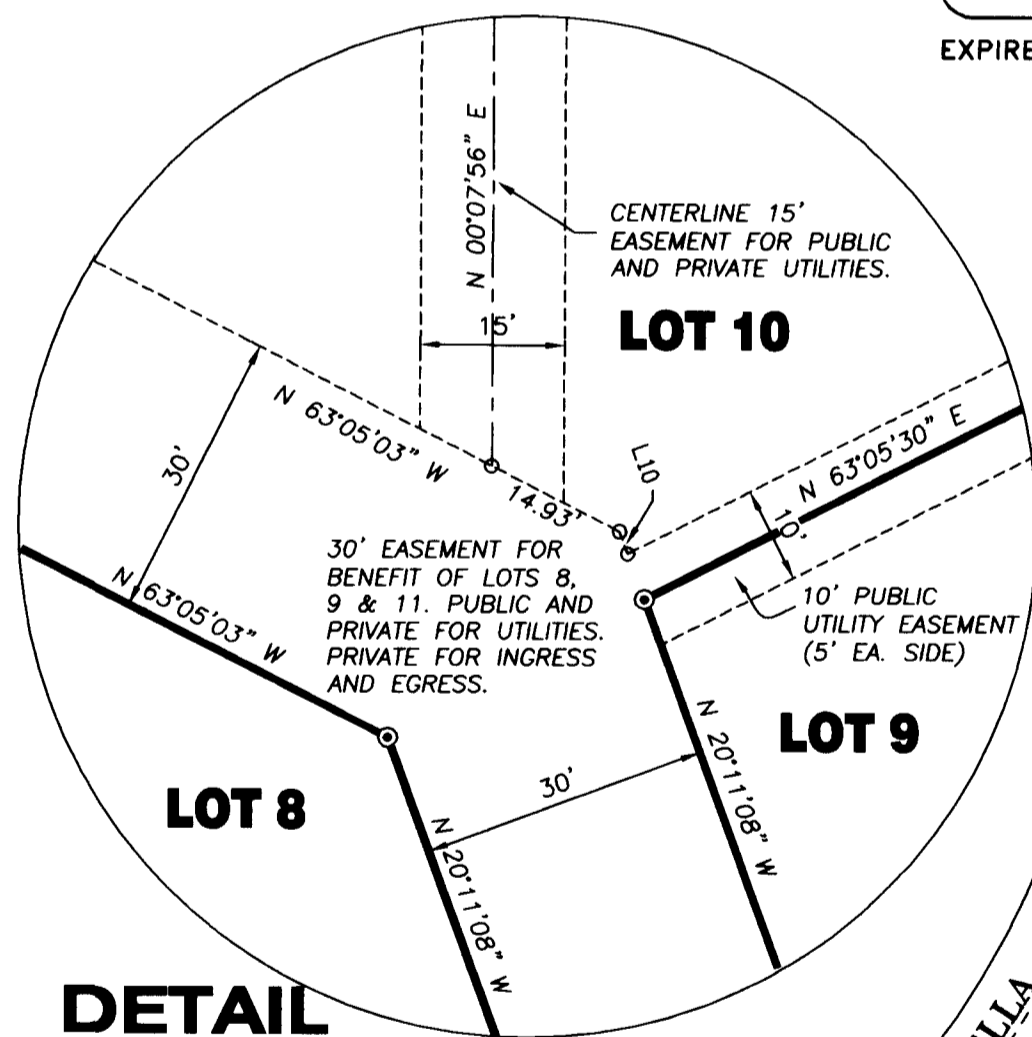 EXPIRE
N 00°07'56" E
CENTERLINE 15'
EASEMENT FOR PUBLIC
AND PRIVATE UTILITIES.
15'
LOT 10
N 63°05'03" W
30'
14.93'
L10
N 63°05'30" E
10'
30' EASEMENT FOR
BENEFIT OF LOTS 8,
9 & 11. PUBLIC AND
PRIVATE FOR UTILITIES.
PRIVATE FOR INGRESS
AND EGRESS.
N 63°05'03" W
10' PUBLIC
UTILITY EASEMENT
(5' EA. SIDE)
LOT 9
N 20°11'08" W
30'
LOT 8
N 20°11'08" W
DETAIL
ELLA